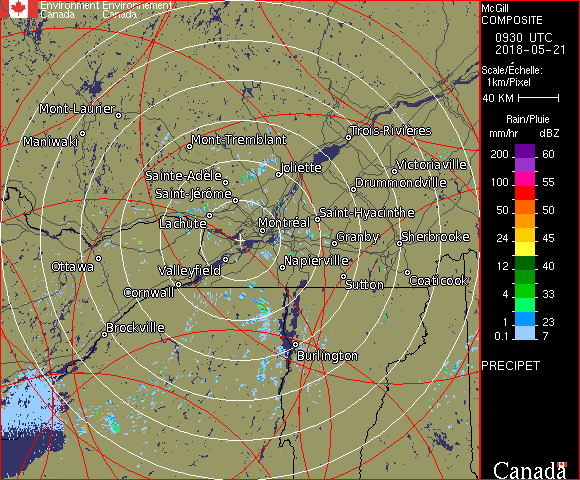 Environment Environnement
Canada Canada
McGill
COMPOSITE
0930 UTC
2018-05-21
Scale/Échelle:
1km/Pixel
40 KM
Rain/Pluie
mm/hr dBZ
200 60
100 55
50 50
24 45
12 40
4 33
1 23
0.1 7
PRECIPET
Canada
Mont-Laurier
Maniwaki
Mont-Tremblant
Trois-Rivières
Sainte-Adèle
Joliette
Victoriaville
Saint-Jérôme
Drummondville
Lachute
Montréal
Saint-Hyacinthe
Granby
Sherbrooke
Ottawa
Valleyfield
Napierville
Cornwall
Sutton
Coaticook
Brockville
Burlington